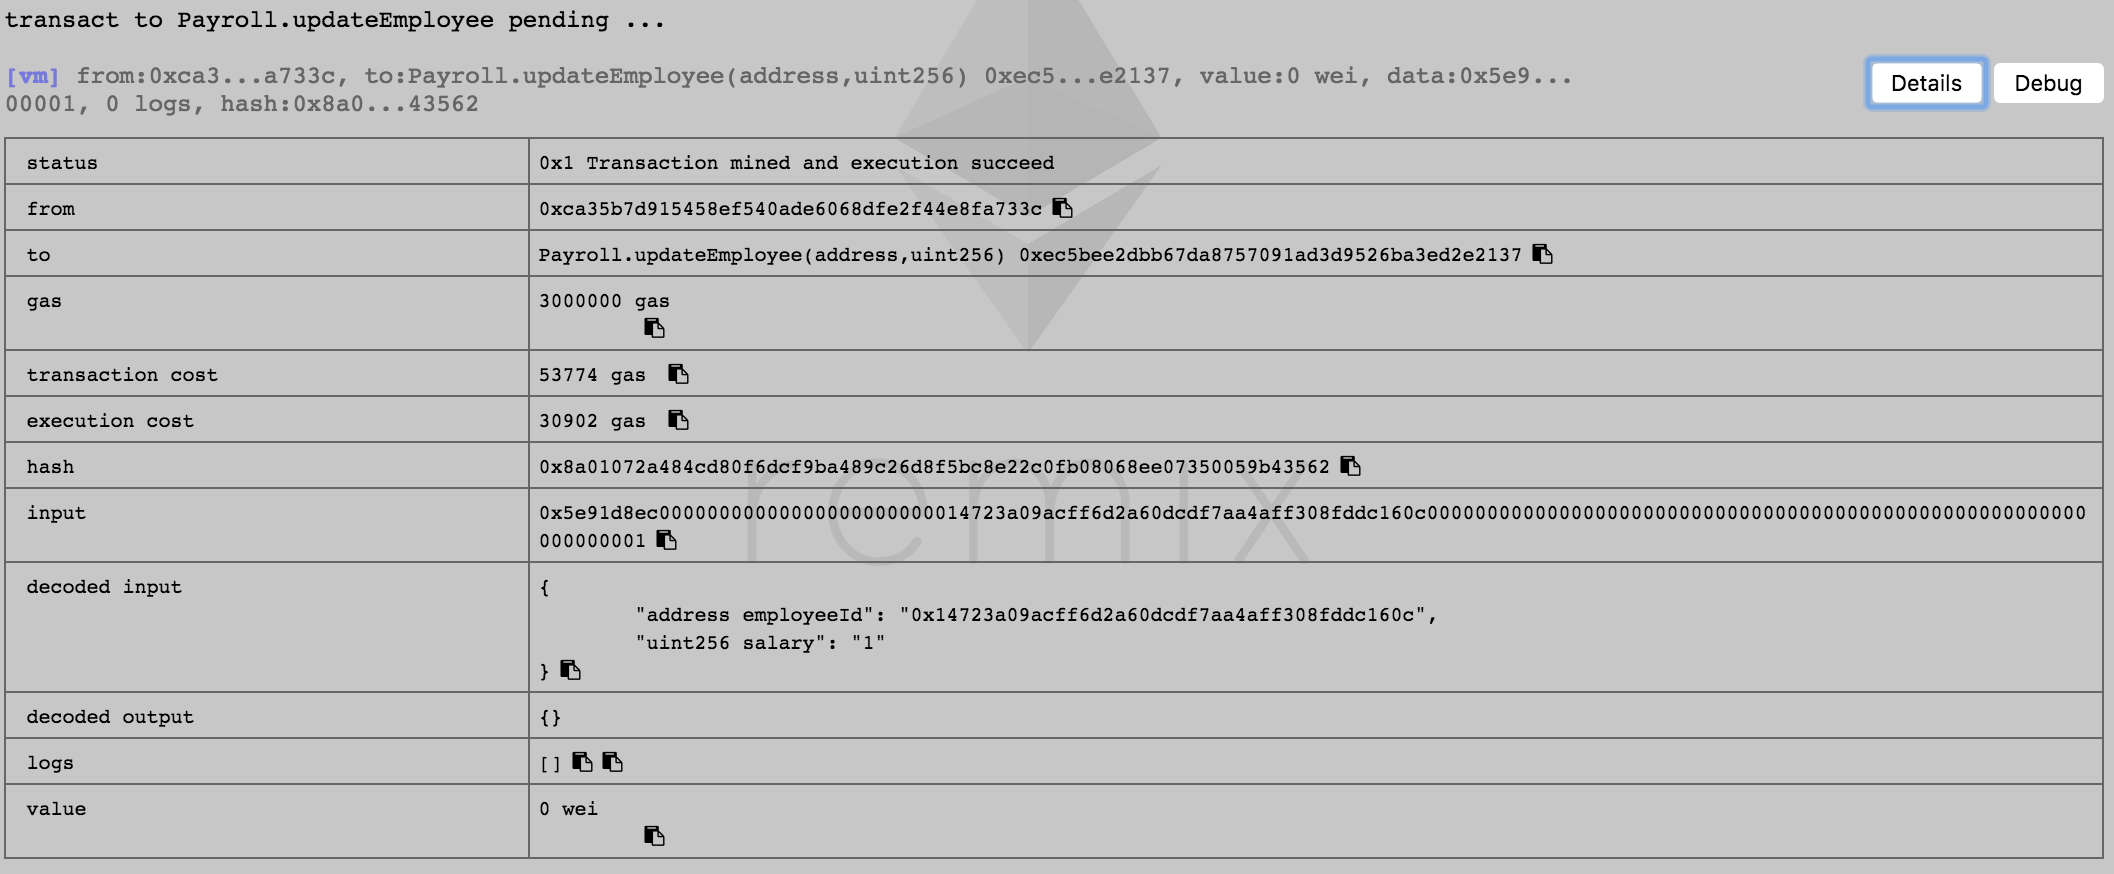 transact to Payroll.updateEmployee pending ...
[vm] from:0xca3...a733c, to:Payroll.updateEmployee(address,uint256) 0xec5...e2137, value:0 wei, data:0x5e9...
00001, 0 logs, hash:0x8a0...43562
Details
Debug
status
0x1 Transaction mined and execution succeed
from
0xca35b7d915458ef540ade6068dfe2f44e8fa733c
to
Payroll.updateEmployee(address,uint256) 0xec5bee2dbb67da8757091ad3d9526ba3ed2e2137
gas
3000000 gas
transaction cost
53774 gas
execution cost
30902 gas
hash
0x8a01072a484cd80f6dcf9ba489c26d8f5bc8e22c0fb08068ee07350059b43562
input
0x5e91d8ec00000000000000000000000014723a09acff6d2a60dcdf7aa4aff308fddc160c0000000000000000000000000000000000000000000000000000000
000000001
decoded input
{
"address employeeId": "0x14723a09acff6d2a60dcdf7aa4aff308fddc160c",
"uint256 salary": "1"
}
decoded output
{}
logs
[]
value
0 wei
remix